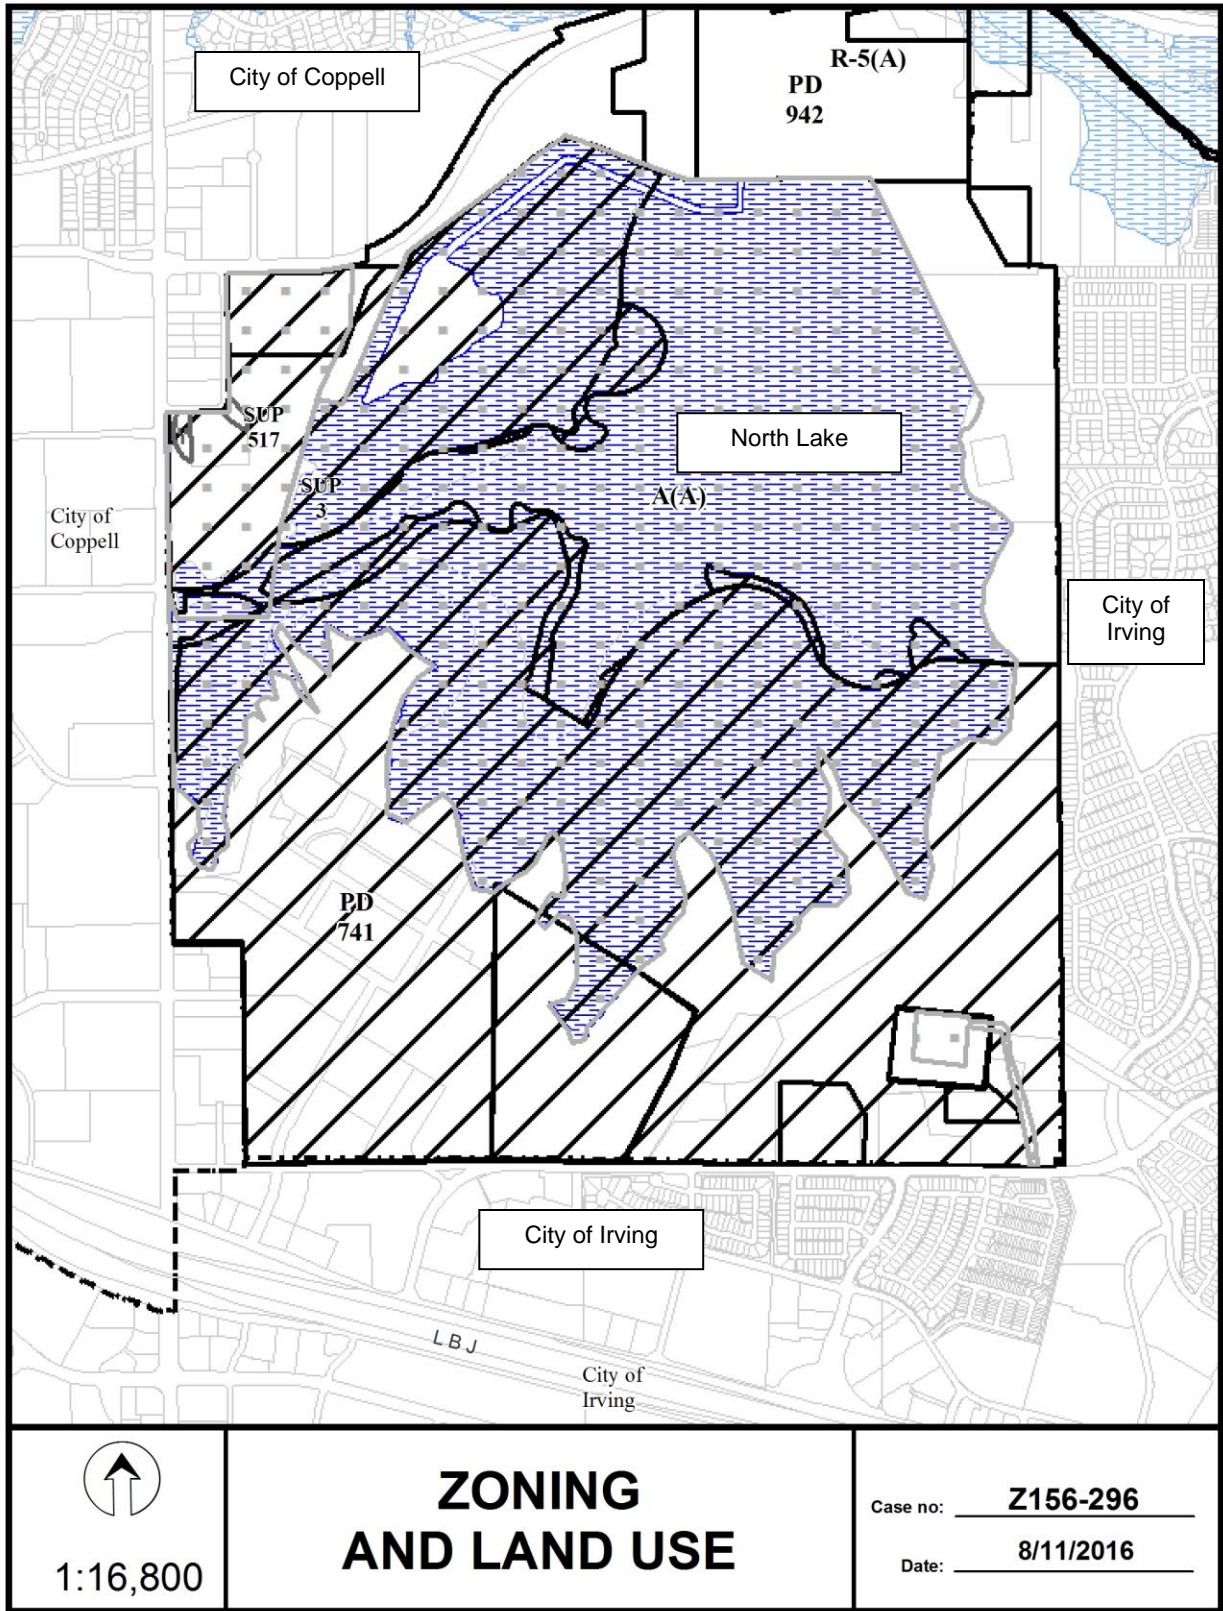 City of Coppell
R-5(A)
PD
942
SUP
517
North Lake
SUP
3
A(A)
City of
Coppell
City of
Irving
PD
741
City of Irving
LBJ
City of
Irving
1:16,800
ZONING
AND LAND USE
Case no: Z156-296
Date: 8/11/2016